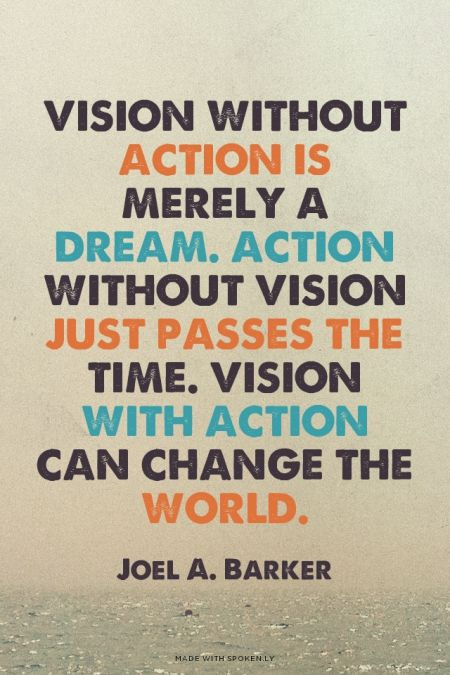 VISION WITHOUT
ACTION IS
MERELY A
DREAM. ACTION
WITHOUT VISION
JUST PASSES THE
TIME. VISION
WITH ACTION
CAN CHANGE THE
WORLD.
JOEL A. BARKER
MADE WITH SPOKEN.LY